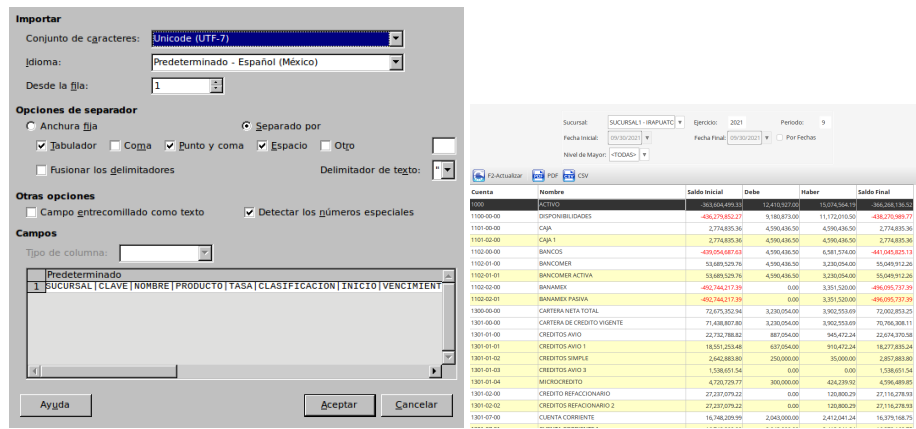 Importar
Conjunto de caracteres: Unicode (UTF-7)
Idioma: Predeterminado - Español (México)
Desde la fila: 1
Opciones de separador
Anchura fija Separado por
Tabulador Coma Punto y coma Espacio Otro
Fusionar los delimitadores Delimitador de texto: "
Otras opciones
Campo entrecomillado como texto Detectar los números especiales
Campos
Tipo de columna:
Predeterminado
1 SUCURSAL|CLAVE|NOMBRE|PRODUCTO|TASA|CLASIFICACION|INICIO|VENCIMIENT
Ayuda Aceptar Cancelar
Sucursal: SUCURSAL1 - IRAPUATC Ejercicio: 2021 Periodo: 9
Fecha Inicial: 09/30/2021 Fecha Final: 09/30/2021 Por Fechas
Nivel de Mayor: <TODAS>
F2-Actualizar PDF CSV
Cuenta Nombre Saldo Inicial Debe Haber Saldo Final
1000 ACTIVO -363,604,499.33 12,410,927.00 15,074,564.19 -366,268,136.52
1100-00-00 DISPONIBILIDADES -436,279,852.27 9,180,873.00 11,172,010.50 -438,270,989.77
1101-00-00 CAJA 2,774,835.36 4,590,436.50 4,590,436.50 2,774,835.36
1101-02-00 CAJA 1 2,774,835.36 4,590,436.50 4,590,436.50 2,774,835.36
1102-00-00 BANCOS -439,054,687.63 4,590,436.50 6,581,574.00 -441,045,825.13
1102-01-00 BANCOMER 53,689,529.76 4,590,436.50 3,230,054.00 55,049,912.26
1102-01-01 BANCOMER ACTIVA 53,689,529.76 4,590,436.50 3,230,054.00 55,049,912.26
1102-02-00 BANAMEX -492,744,217.39 0.00 3,351,520.00 -496,095,737.39
1102-02-01 BANAMEX PASIVA -492,744,217.39 0.00 3,351,520.00 -496,095,737.39
1300-00-00 CARTERA NETA TOTAL 72,675,352.94 3,230,054.00 3,902,553.69 72,002,853.25
1301-00-00 CARTERA DE CREDITO VIGENTE 71,438,807.80 3,230,054.00 3,902,553.69 70,766,308.11
1301-01-00 CREDITOS AVIO 22,732,788.82 887,054.00 945,472.24 22,674,370.58
1301-01-01 CREDITOS AVIO 1 18,551,253.48 637,054.00 910,472.24 18,277,835.24
1301-01-02 CREDITOS SIMPLE 2,642,883.80 250,000.00 35,000.00 2,857,883.80
1301-01-03 CREDITOS AVIO 3 1,538,651.54 0.00 0.00 1,538,651.54
1301-01-04 MICROCREDITO 4,720,729.77 300,000.00 424,239.92 4,596,489.85
1301-02-00 CREDITO REFACCIONARIO 27,237,079.22 0.00 120,800.29 27,116,278.93
1301-02-02 CREDITOS REFACIONARIO 2 27,237,079.22 0.00 120,800.29 27,116,278.93
1301-07-00 CUENTA CORRIENTE 16,748,209.99 2,043,000.00 2,412,041.24 16,379,168.75